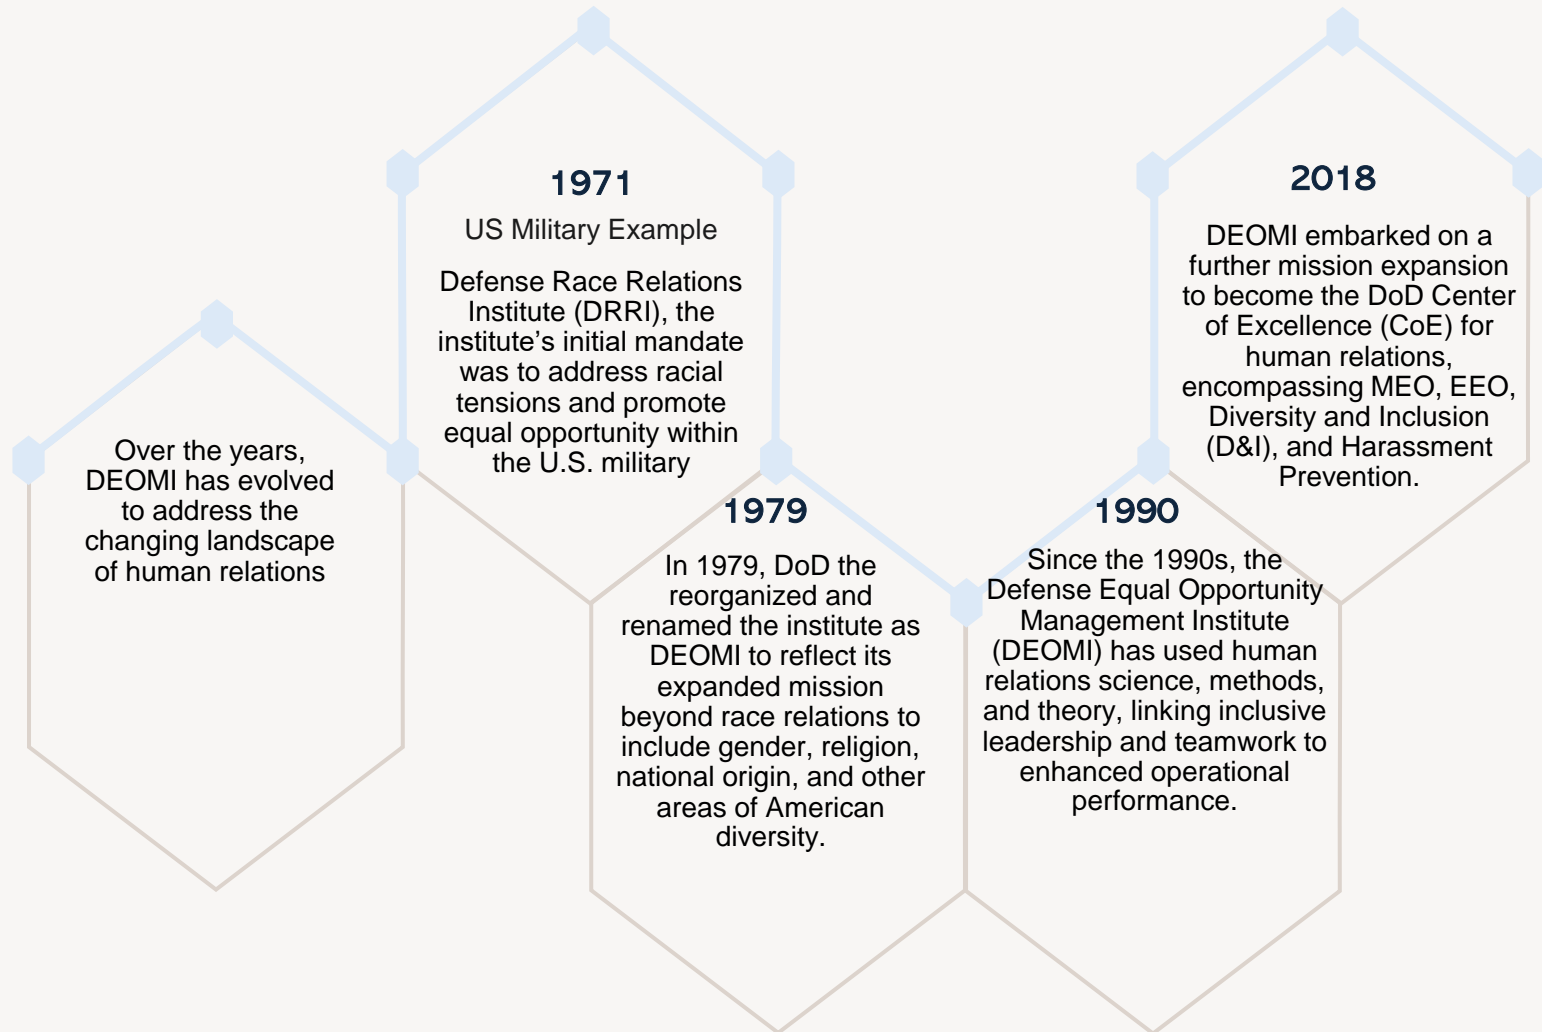 Over the years,
DEOMI has evolved
to address the
changing landscape
of human relations
1971
US Military Example
Defense Race Relations
Institute (DRRI), the
institute’s initial mandate
was to address racial
tensions and promote
equal opportunity within
the U.S. military
1979
In 1979, DoD the
reorganized and
renamed the institute as
DEOMI to reflect its
expanded mission
beyond race relations to
include gender, religion,
national origin, and other
areas of American
diversity.
1990
Since the 1990s, the
Defense Equal Opportunity
Management Institute
(DEOMI) has used human
relations science, methods,
and theory, linking inclusive
leadership and teamwork to
enhanced operational
performance.
2018
DEOMI embarked on a
further mission expansion
to become the DoD Center
of Excellence (CoE) for
human relations,
encompassing MEO, EEO,
Diversity and Inclusion
(D&I), and Harassment
Prevention.